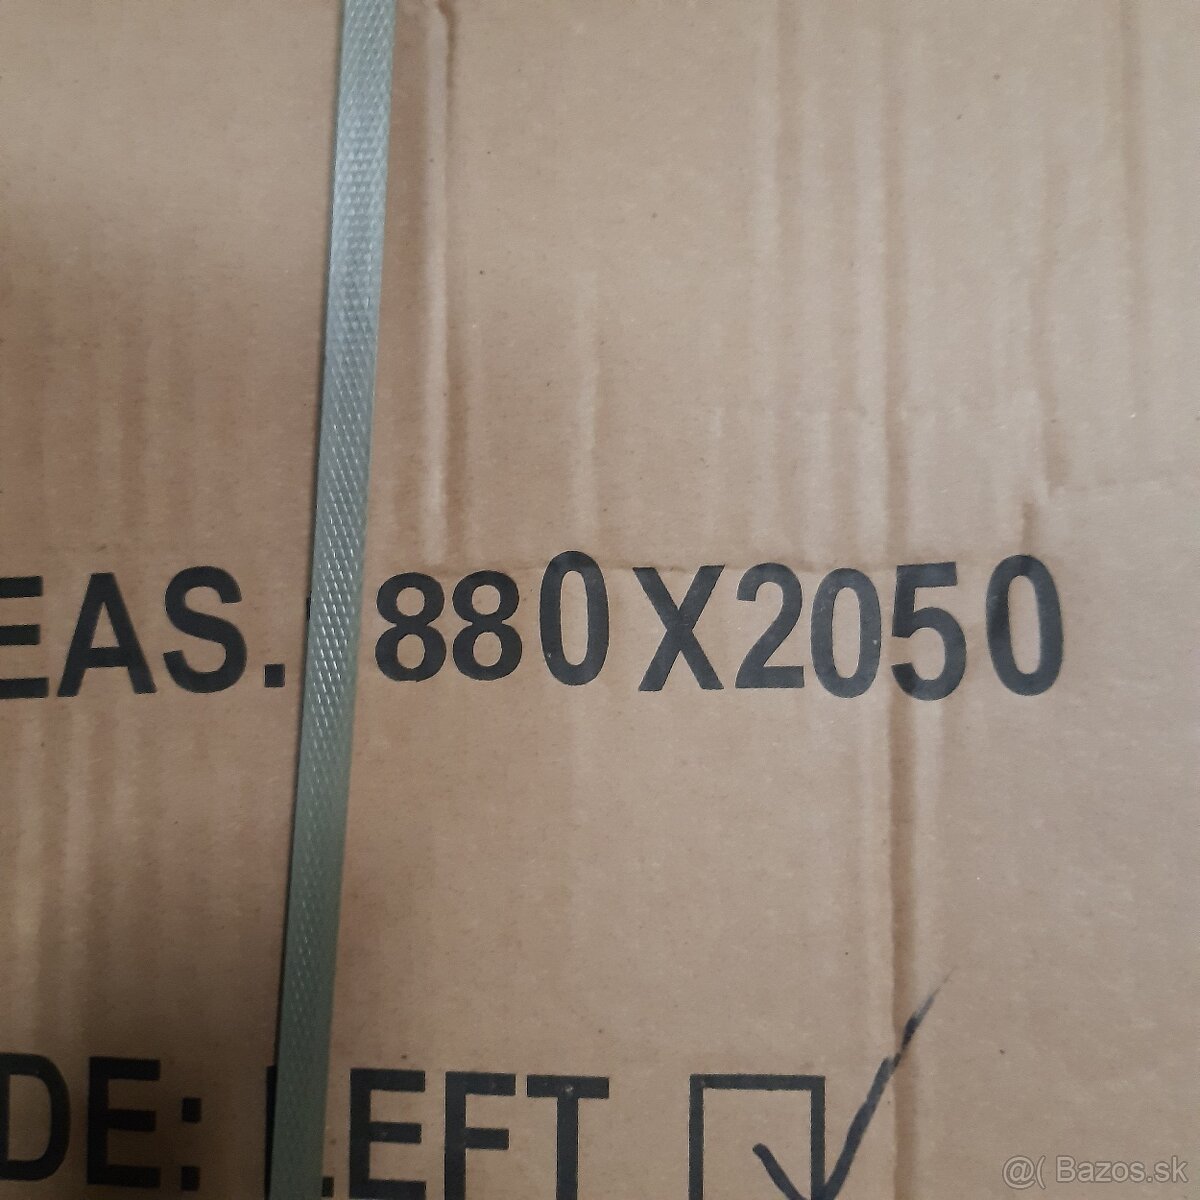 EAS.: 880X2050
DE: LEFT
@( Bazos.sk